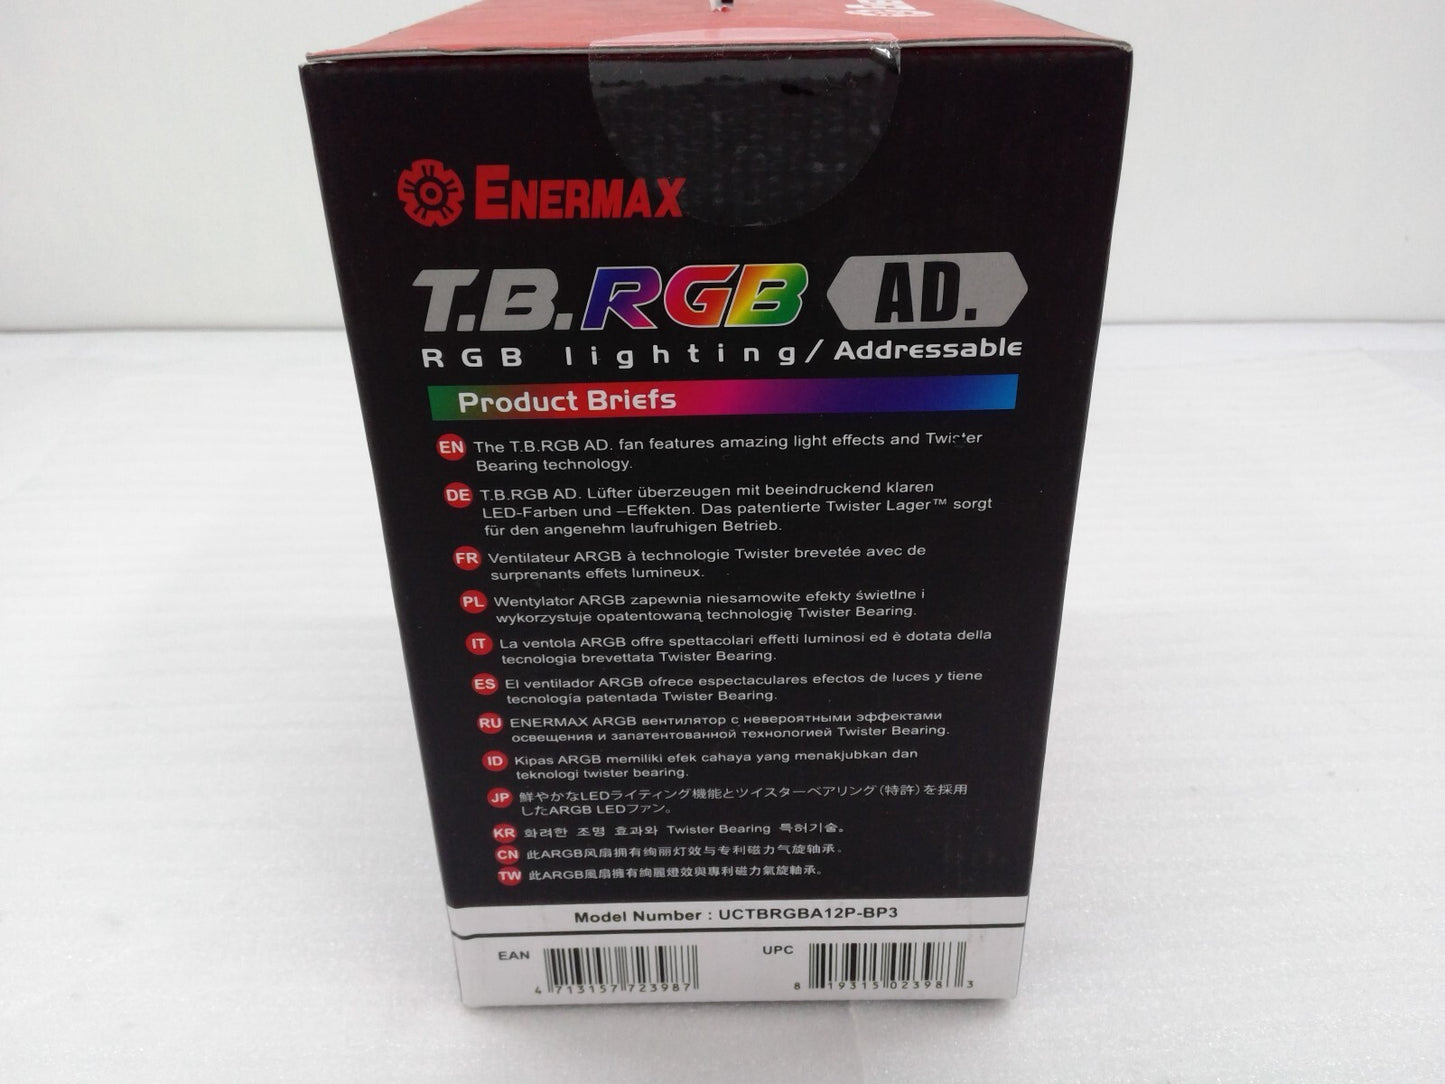 ENERMAX
T.B.RGB AD.
RGB lighting/Addressable
Product Briefs
EN The T.B.RGB AD. fan features amazing light effects and Twister
Bearing technology.
DE T.B.RGB AD. Lüfter überzeugen mit beeindruckend klaren
LED-Farben und –Effekten. Das patentierte Twister Lager™ sorgt
für den angenehm laufruhigen Betrieb.
FR Ventilateur ARGB à technologie Twister brevetée avec de
surprenants effets lumineux.
PL Wentylator ARGB zapewnia niesamowite efekty świetlne i
wykorzystuje opatentowaną technologię Twister Bearing.
IT La ventola ARGB offre spettacolari effetti luminosi ed è dotata della
tecnologia brevettata Twister Bearing.
ES El ventilador ARGB ofrece espectaculares efectos de luces y tiene
tecnología patentada Twister Bearing.
RU ENERMAX ARGB вентилятор с невероятными эффектами
освещения и запатентованной технологией Twister Bearing.
ID Kipas ARGB memiliki efek cahaya yang menakjubkan dan
teknologi twister bearing.
JP 鮮やかなLEDライティング機能とツイスターベアリング(特許)を採用
したARGB LEDファン。
KR 화려한 조명 효과와 Twister Bearing 특허기술。
CN 此ARGB风扇拥有绚丽灯效与专利磁力气旋轴承。
TW 此ARGB風扇擁有絢麗燈效與專利磁力氣旋軸承。
Model Number : UCTBRGBA12P-BP3
EAN
4 713157 723987
UPC
8 19315 02398 3